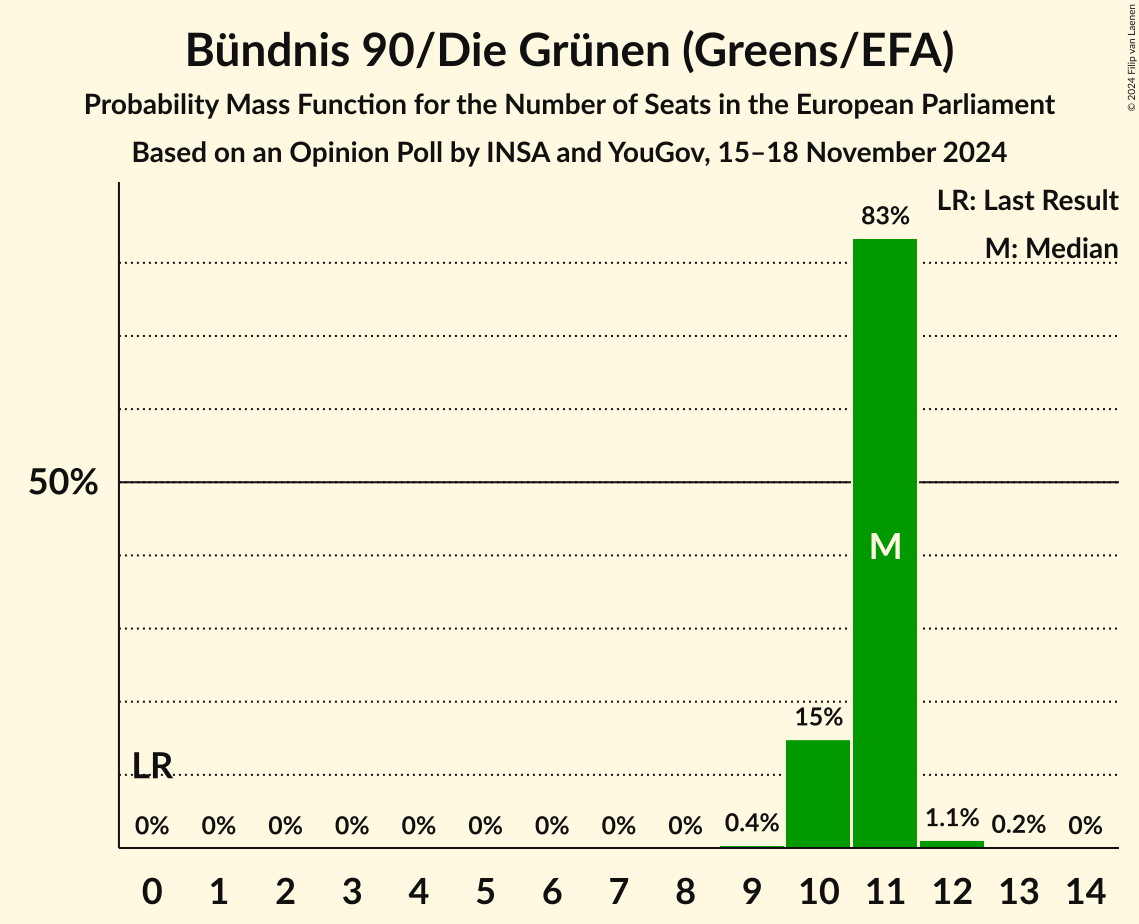 Bündnis 90/Die Grünen (Greens/EFA)
Probability Mass Function for the Number of Seats in the European Parliament
Based on an Opinion Poll by INSA and YouGov, 15–18 November 2024
© 2024 Filip van Laenen
LR: Last Result
M: Median
83%
50%
M
15%
LR
0% 0% 0% 0% 0% 0% 0% 0% 0% 0.4% 1.1% 0.2% 0%
0 1 2 3 4 5 6 7 8 9 10 11 12 13 14